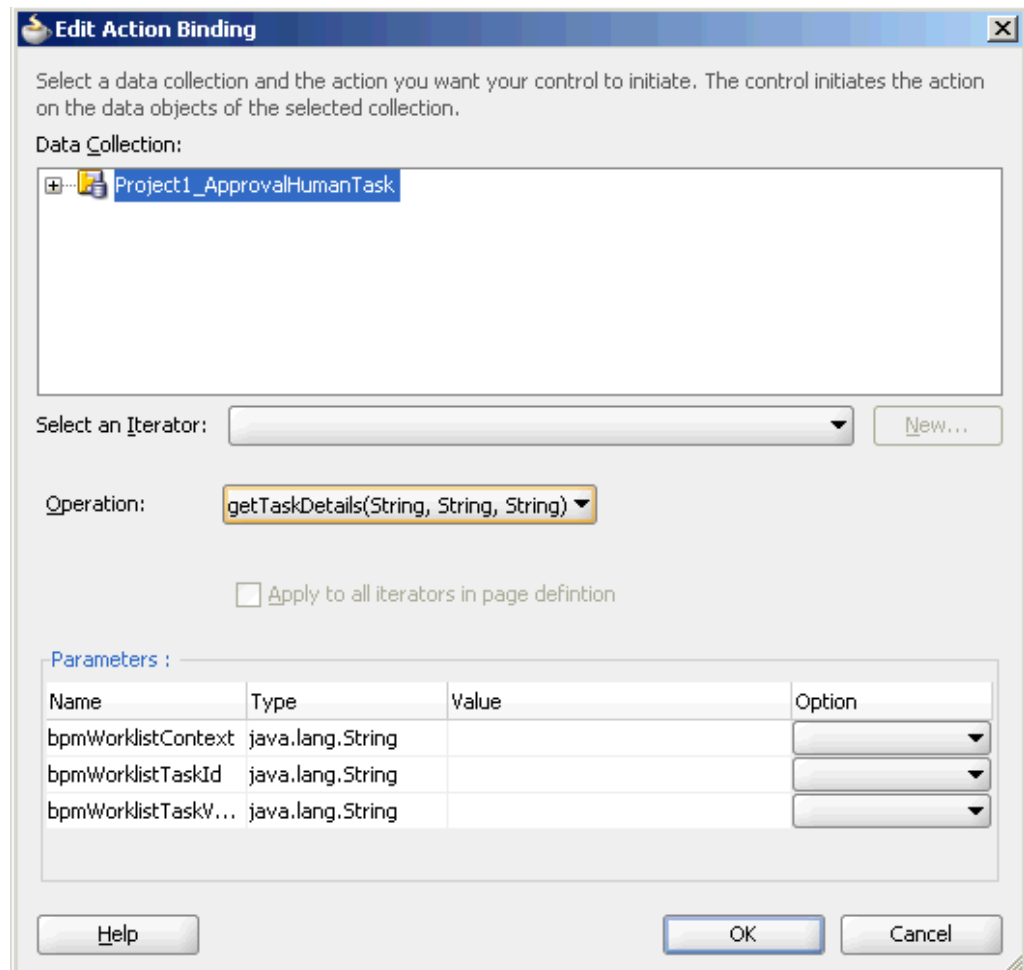 Edit Action Binding
Select a data collection and the action you want your control to initiate. The control initiates the action
on the data objects of the selected collection.
Data Collection:
Project1_ApprovalHumanTask
Select an Iterator: New...
Operation: getTaskDetails(String, String, String)
Apply to all iterators in page defintion
Parameters :
Name Type Value Option
bpmWorklistContext java.lang.String
bpmWorklistTaskId java.lang.String
bpmWorklistTaskV... java.lang.String
Help OK Cancel